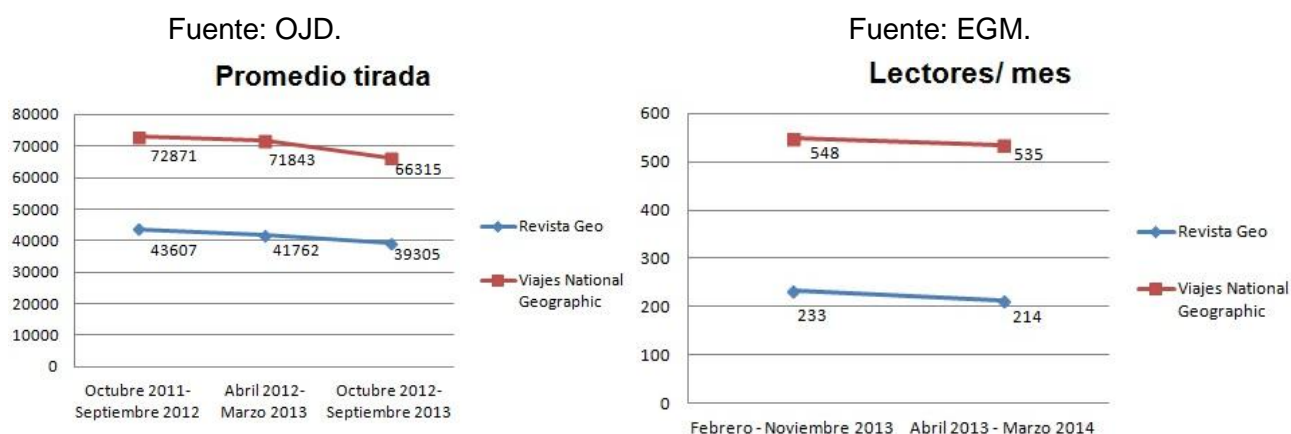 Fuente: OJD.
Promedio tirada
80000
70000
60000
50000
40000
30000
20000
10000
0
72871
71843
66315
43607
41762
39305
Octubre 2011-
Septiembre 2012
Abril 2012-
Marzo 2013
Octubre 2012-
Septiembre 2013
Revista Geo
Viajes National
Geographic
Fuente: EGM.
Lectores/ mes
600
500
400
300
200
100
0
548
535
233
214
Febrero - Noviembre 2013
Abril 2013 - Marzo 2014
Revista Geo
Viajes National
Geographic